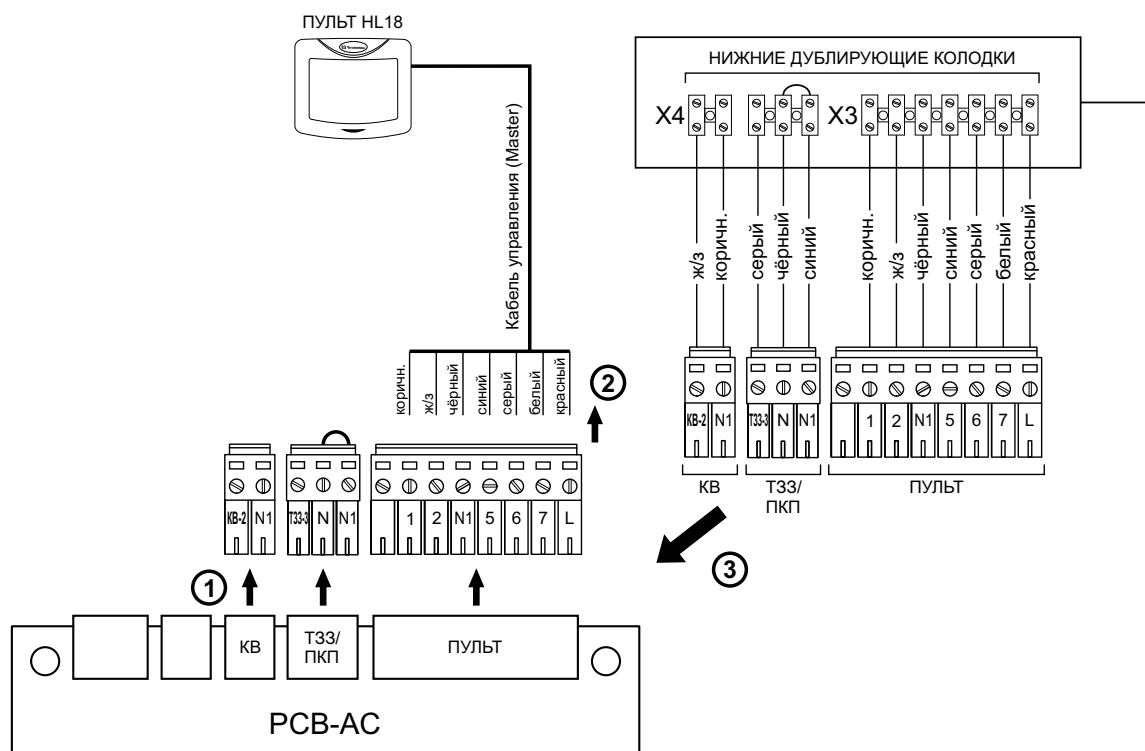 ПУЛЬТ HL18
НИЖНИЕ ДУБЛИРУЮЩИЕ КОЛОДКИ
X4
X3
Кабель управления (Master)
ж/з
коричн.
серый
чёрный
синий
коричн.
ж/з
чёрный
синий
серый
белый
красный
коричн.
ж/з
чёрный
синий
серый
белый
красный
2
КВ-2 N1
Т33-3 N N1
1 2 N1 5 6 7 L
КВ
Т33/
ПКП
ПУЛЬТ
КВ-2 N1
Т33-3 N N1
1 2 N1 5 6 7 L
3
1
КВ
Т33/
ПКП
ПУЛЬТ
PCB-AC